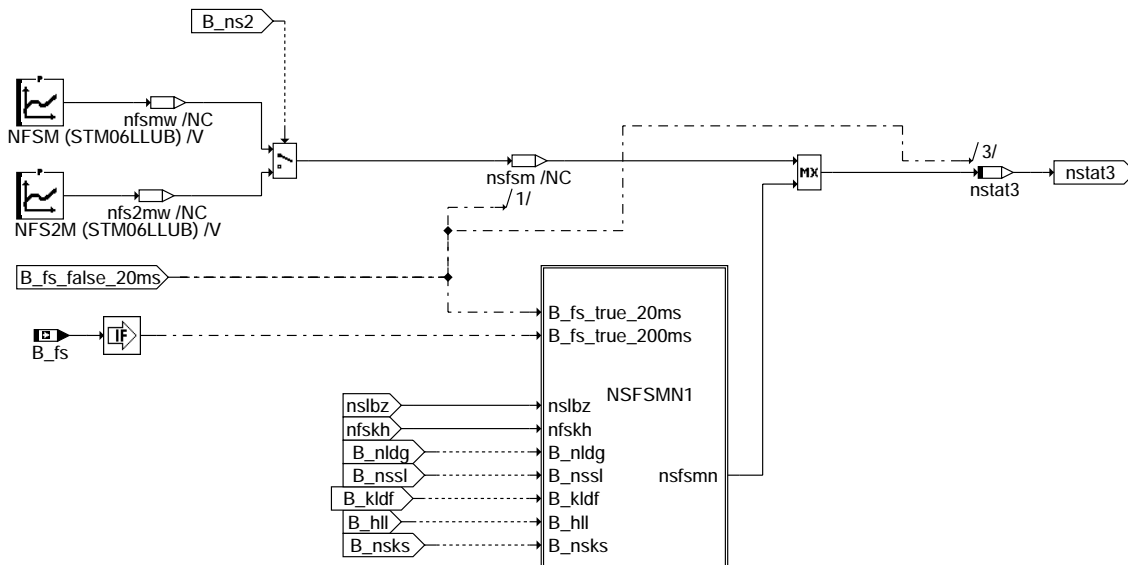 B_ns2
P
nfsmw /NC
NFSM (STM06LLUB) /V
P
nfs2mw /NC
NFS2M (STM06LLUB) /V
nsfsm /NC
1/
MX
3/
nstat3
nstat3
B_fs_false_20ms
B_fs
IF
B_fs_true_20ms
B_fs_true_200ms
NSFSMN1
nslbz
nslbz
nfskh
nfskh
B_nldg
B_nldg
B_nssl
B_nssl
nsfsmn
B_kldf
B_kldf
B_hll
B_hll
B_nsks
B_nsks